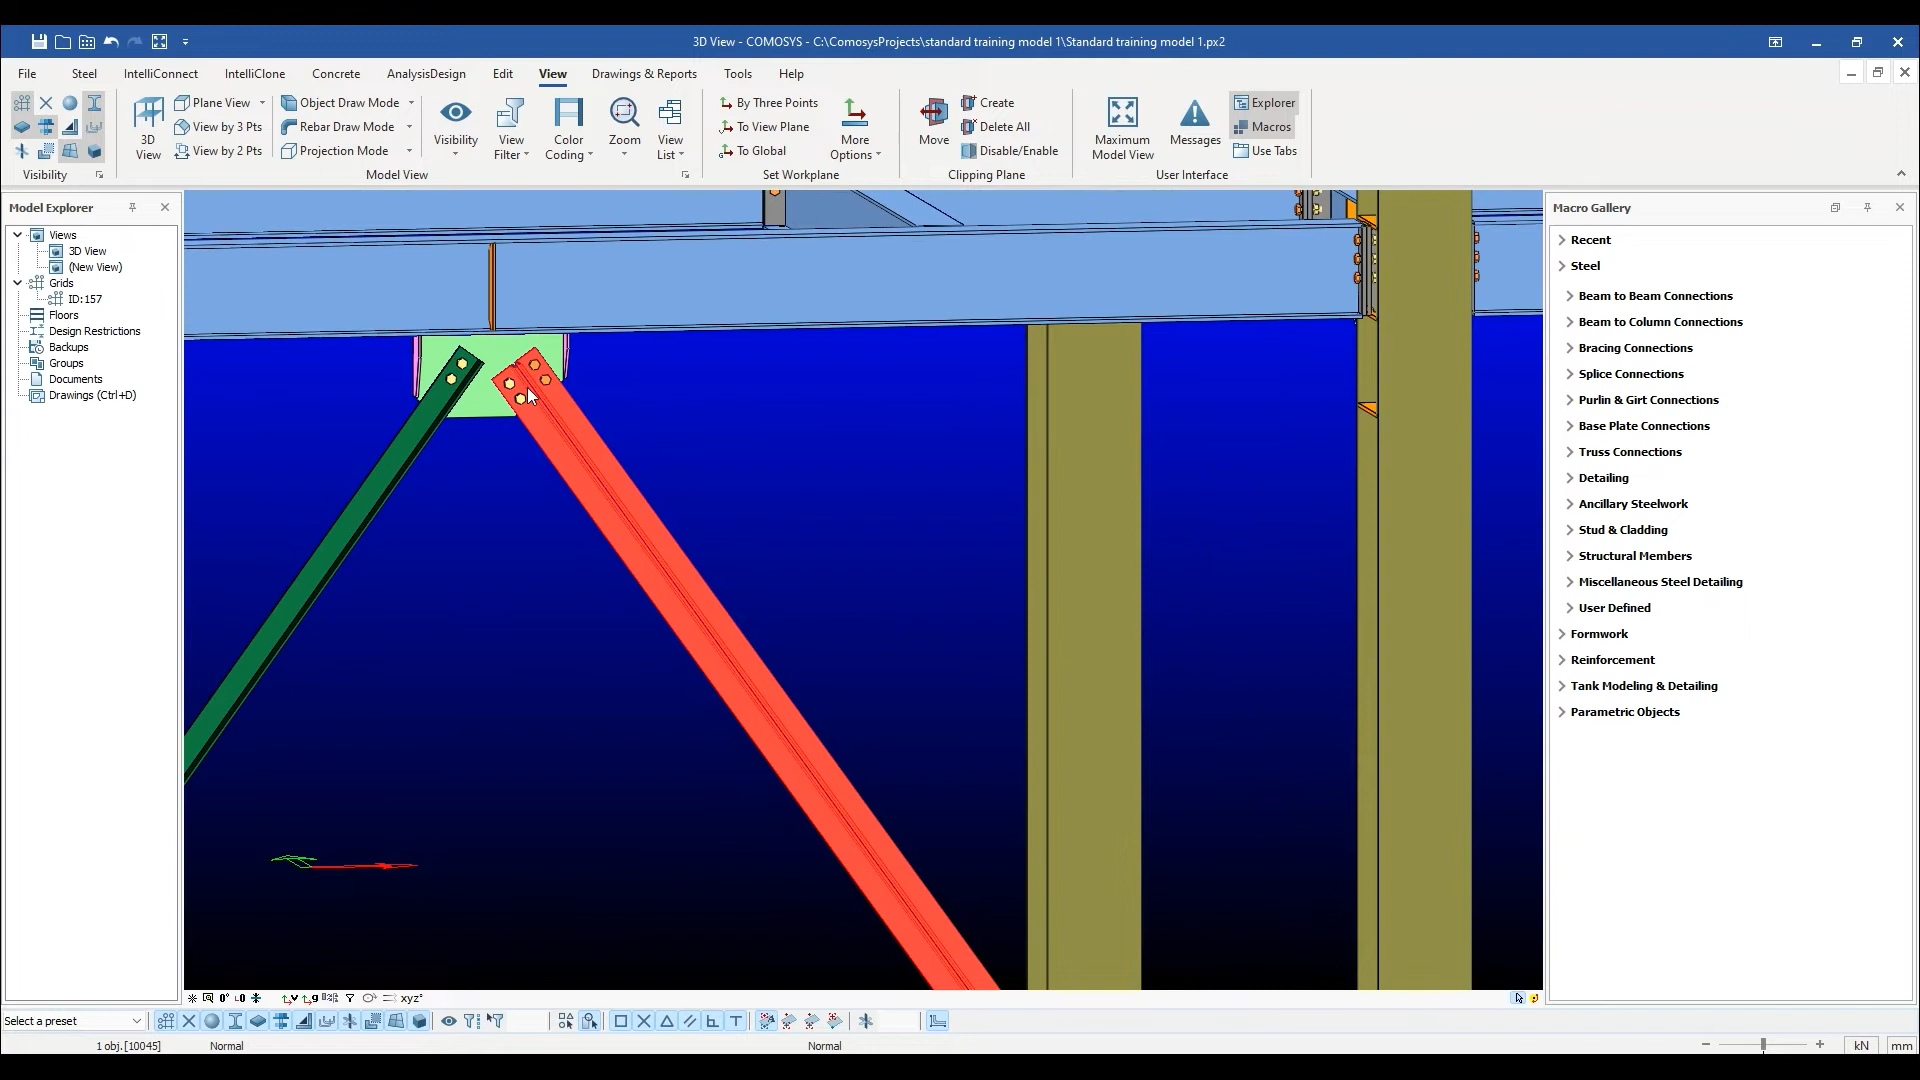 3D View - COMOSYS - C:\ComosysProjects\standard training model 1\Standard training model 1.px2
File Steel IntelliConnect IntelliClone Concrete AnalysisDesign Edit View Drawings & Reports Tools Help
3D View
Plane View
View by 3 Pts
View by 2 Pts
Object Draw Mode
Rebar Draw Mode
Projection Mode
Visibility
View Filter
Color Coding
Zoom
View List
By Three Points
To View Plane
To Global
More Options
Move
Create
Delete All
Disable/Enable
Maximum Model View
Messages
Explorer
Macros
Use Tabs
Visibility Model View Set Workplane Clipping Plane User Interface
Model Explorer
Views
3D View
(New View)
Grids
ID:157
Floors
Design Restrictions
Backups
Groups
Documents
Drawings (Ctrl+D)
Macro Gallery
Recent
Steel
Beam to Beam Connections
Beam to Column Connections
Bracing Connections
Splice Connections
Purlin & Girt Connections
Base Plate Connections
Truss Connections
Detailing
Ancillary Steelwork
Stud & Cladding
Structural Members
Miscellaneous Steel Detailing
User Defined
Formwork
Reinforcement
Tank Modeling & Detailing
Parametric Objects
xyz°
Select a preset
1 obj.[10045] Normal Normal kN mm